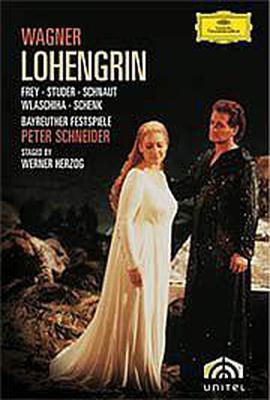 WAGNER
LOHENGRIN
FREY · STUDER · SCHNAUT
WLASCHIHA · SCHENK
BAYREUTHER FESTSPIELE
PETER SCHNEIDER
STAGED BY
WERNER HERZOG
UNITEL